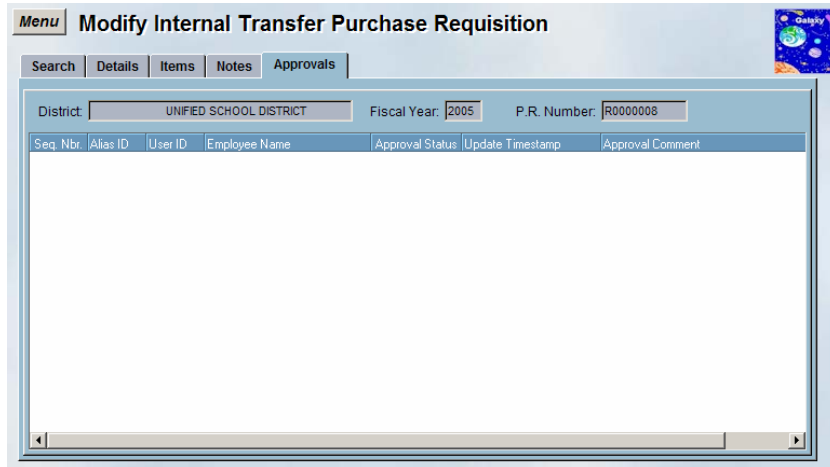 Menu Modify Internal Transfer Purchase Requisition
Galaxy
Search Details Items Notes Approvals
District: UNIFIED SCHOOL DISTRICT Fiscal Year: 2005 P.R. Number: R0000008
Seq. Nbr. Alias ID User ID Employee Name Approval Status Update Timestamp Approval Comment